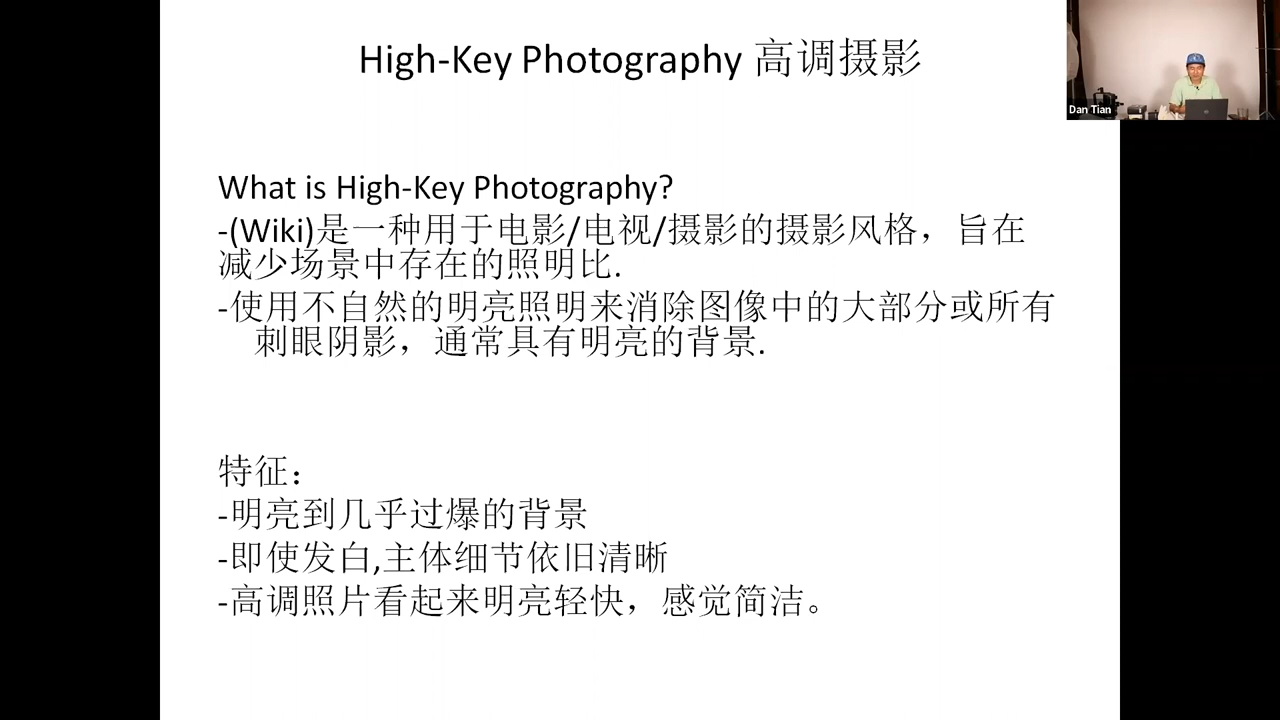 High-Key Photography 高调摄影
Dan Tian
What is High-Key Photography?
-(Wiki)是一种用于电影/电视/摄影的摄影风格，旨在
减少场景中存在的照明比.
-使用不自然的明亮照明来消除图像中的大部分或所有
刺眼阴影，通常具有明亮的背景.
特征：
-明亮到几乎过爆的背景
-即使发白,主体细节依旧清晰
-高调照片看起来明亮轻快，感觉简洁。